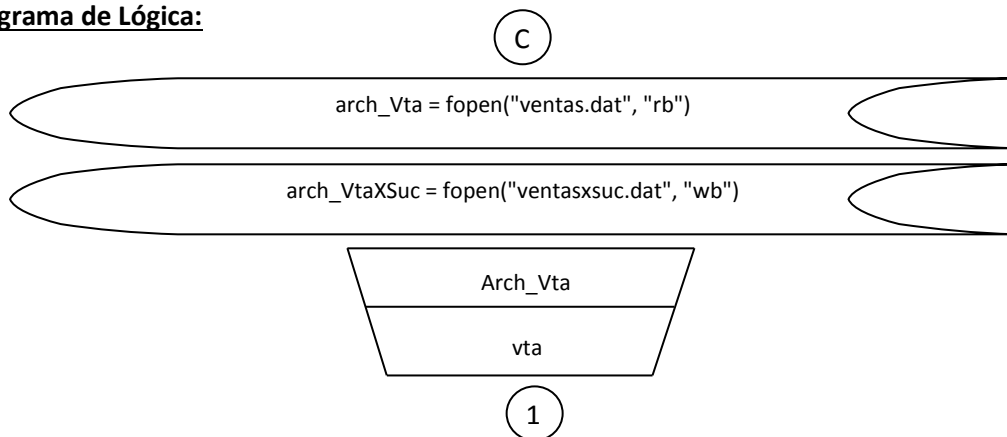 grama de Lógica:
C
arch_Vta = fopen("ventas.dat", "rb")
arch_VtaXSuc = fopen("ventasxsuc.dat", "wb")
Arch_Vta
vta
1